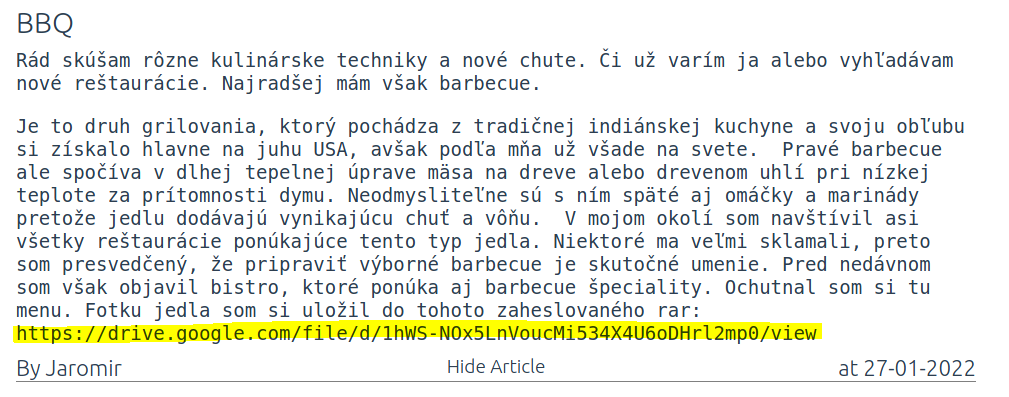 BBQ
Rád skúšam rôzne kulinárske techniky a nové chute. Či už varím ja alebo vyhľadávam
nové reštaurácie. Najradšej mám však barbecue.
Je to druh grilovania, ktorý pochádza z tradičnej indiánskej kuchyne a svoju obľubu
si získalo hlavne na juhu USA, avšak podľa mňa už všade na svete.  Pravé barbecue
ale spočíva v dlhej tepelnej úprave mäsa na dreve alebo drevenom uhlí pri nízkej
teplote za prítomnosti dymu. Neodmysliteľne sú s ním späté aj omáčky a marinády
pretože jedlu dodávajú vynikajúcu chuť a vôňu.  V mojom okolí som navštívil asi
všetky reštaurácie ponúkajúce tento typ jedla. Niektoré ma veľmi sklamali, preto
som presvedčený, že pripraviť výborné barbecue je skutočné umenie. Pred nedávnom
som však objavil bistro, ktoré ponúka aj barbecue špeciality. Ochutnal som si tu
menu. Fotku jedla som si uložil do tohoto zaheslovaného rar:
https://drive.google.com/file/d/1hWS-NOx5LnVoucMi534X4U6oDHrl2mp0/view
By Jaromir
Hide Article
at 27-01-2022